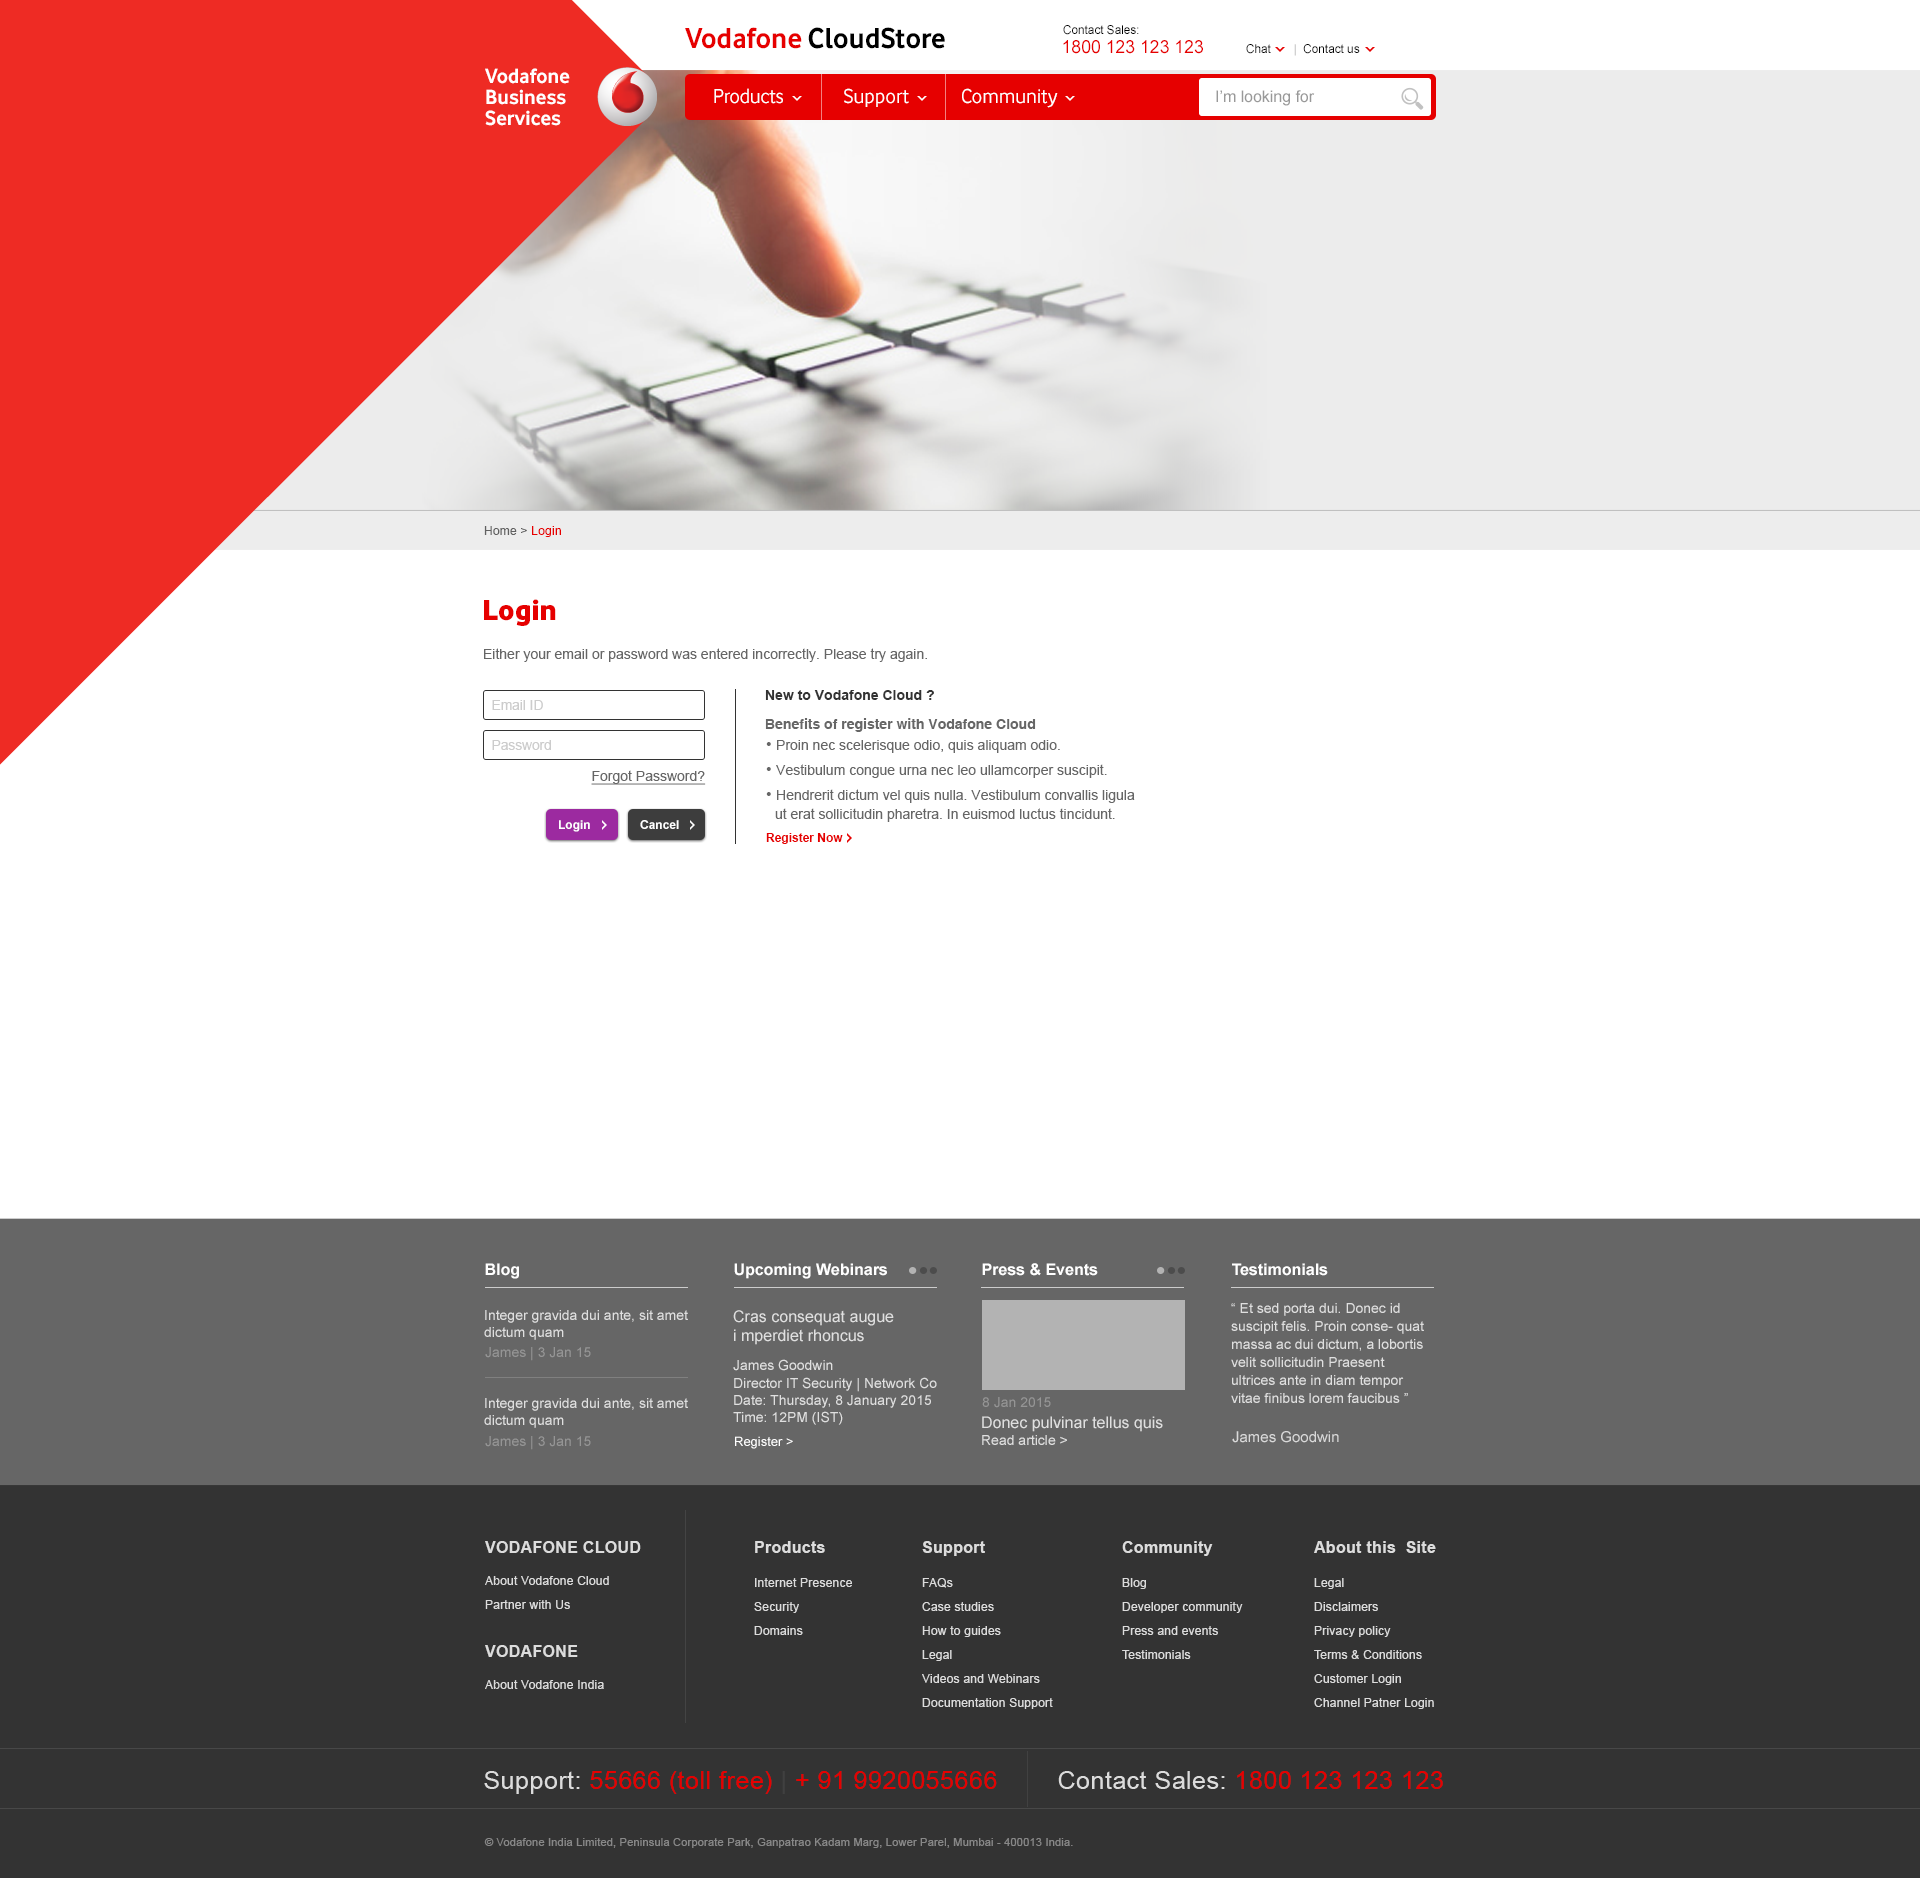 Vodafone CloudStore
Contact Sales:
1800 123 123 123
Chat | Contact us
Vodafone
Business
Services
Products
Support
Community
I'm looking for
Home > Login
Login
Either your email or password was entered incorrectly. Please try again.
Email ID
Password
Forgot Password?
Login
Cancel
New to Vodafone Cloud ?
Benefits of register with Vodafone Cloud
• Proin nec scelerisque odio, quis aliquam odio.
• Vestibulum congue urna nec leo ullamcorper suscipit.
• Hendrerit dictum vel quis nulla. Vestibulum convallis ligula
ut erat sollicitudin pharetra. In euismod luctus tincidunt.
Register Now
Blog
Integer gravida dui ante, sit amet
dictum quam
James | 3 Jan 15
Integer gravida dui ante, sit amet
dictum quam
James | 3 Jan 15
Upcoming Webinars
Cras consequat augue
i mperdiet rhoncus
James Goodwin
Director IT Security | Network Co
Date: Thursday, 8 January 2015
Time: 12PM (IST)
Register >
Press & Events
8 Jan 2015
Donec pulvinar tellus quis
Read article >
Testimonials
“ Et sed porta dui. Donec id
suscipit felis. Proin conse- quat
massa ac dui dictum, a lobortis
velit sollicitudin Praesent
ultrices ante in diam tempor
vitae finibus lorem faucibus ”
James Goodwin
VODAFONE CLOUD
About Vodafone Cloud
Partner with Us
VODAFONE
About Vodafone India
Products
Internet Presence
Security
Domains
Support
FAQs
Case studies
How to guides
Legal
Videos and Webinars
Documentation Support
Community
Blog
Developer community
Press and events
Testimonials
About this Site
Legal
Disclaimers
Privacy policy
Terms & Conditions
Customer Login
Channel Patner Login
Support: 55666 (toll free) | + 91 9920055666
Contact Sales: 1800 123 123 123
© Vodafone India Limited, Peninsula Corporate Park, Ganpatrao Kadam Marg, Lower Parel, Mumbai - 400013 India.